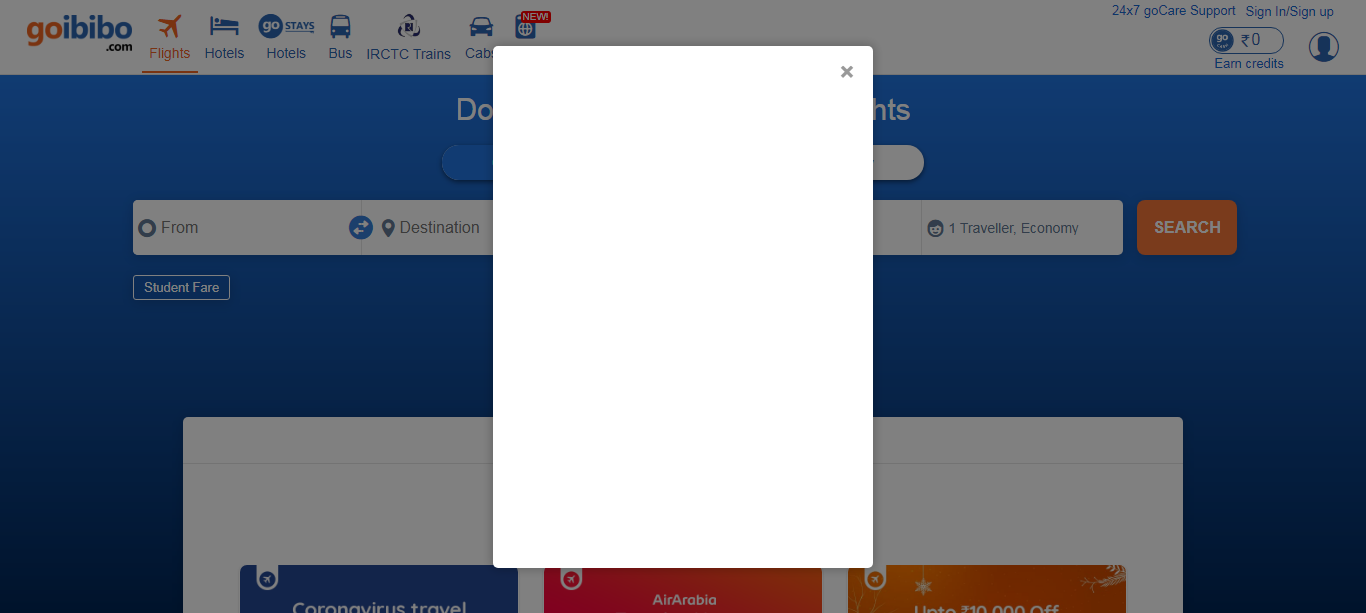 24x7 goCare Support Sign In/Sign up
goibibo
.com
NEW!
go STAYS
Flights Hotels Hotels Bus IRCTC Trains Cabs
go
CASH
₹0
Earn credits
Do
hts
From Destination 1 Traveller, Economy SEARCH
Student Fare
×
Coronavirus travel
AirArabia
Upto ₹10,000 Off